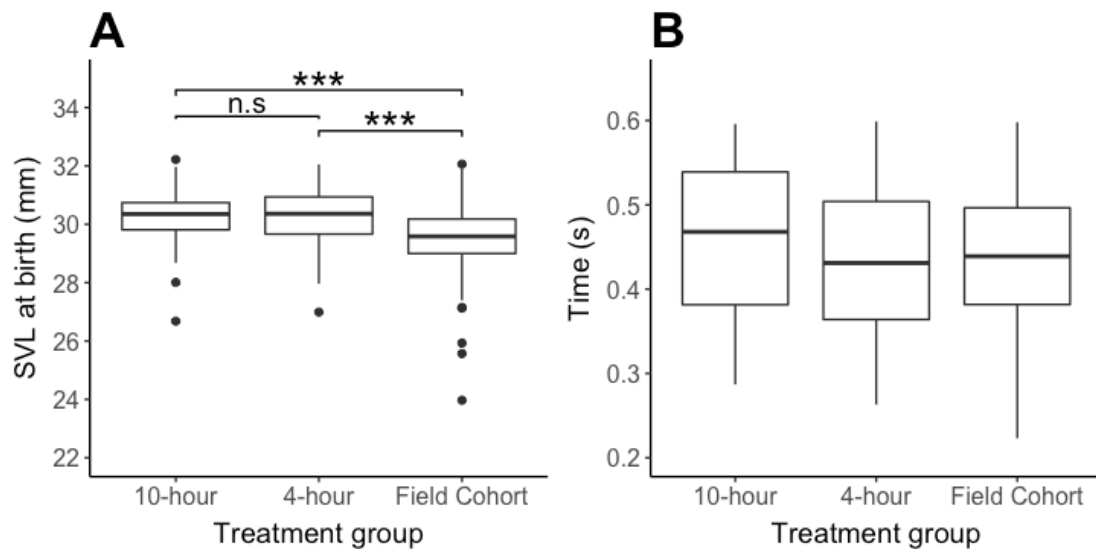 A
SVL at birth (mm)
34
32
30
28
26
24
22
***
n.s
***
10-hour 4-hour Field Cohort
Treatment group
B
Time (s)
0.6
0.5
0.4
0.3
0.2
10-hour 4-hour Field Cohort
Treatment group